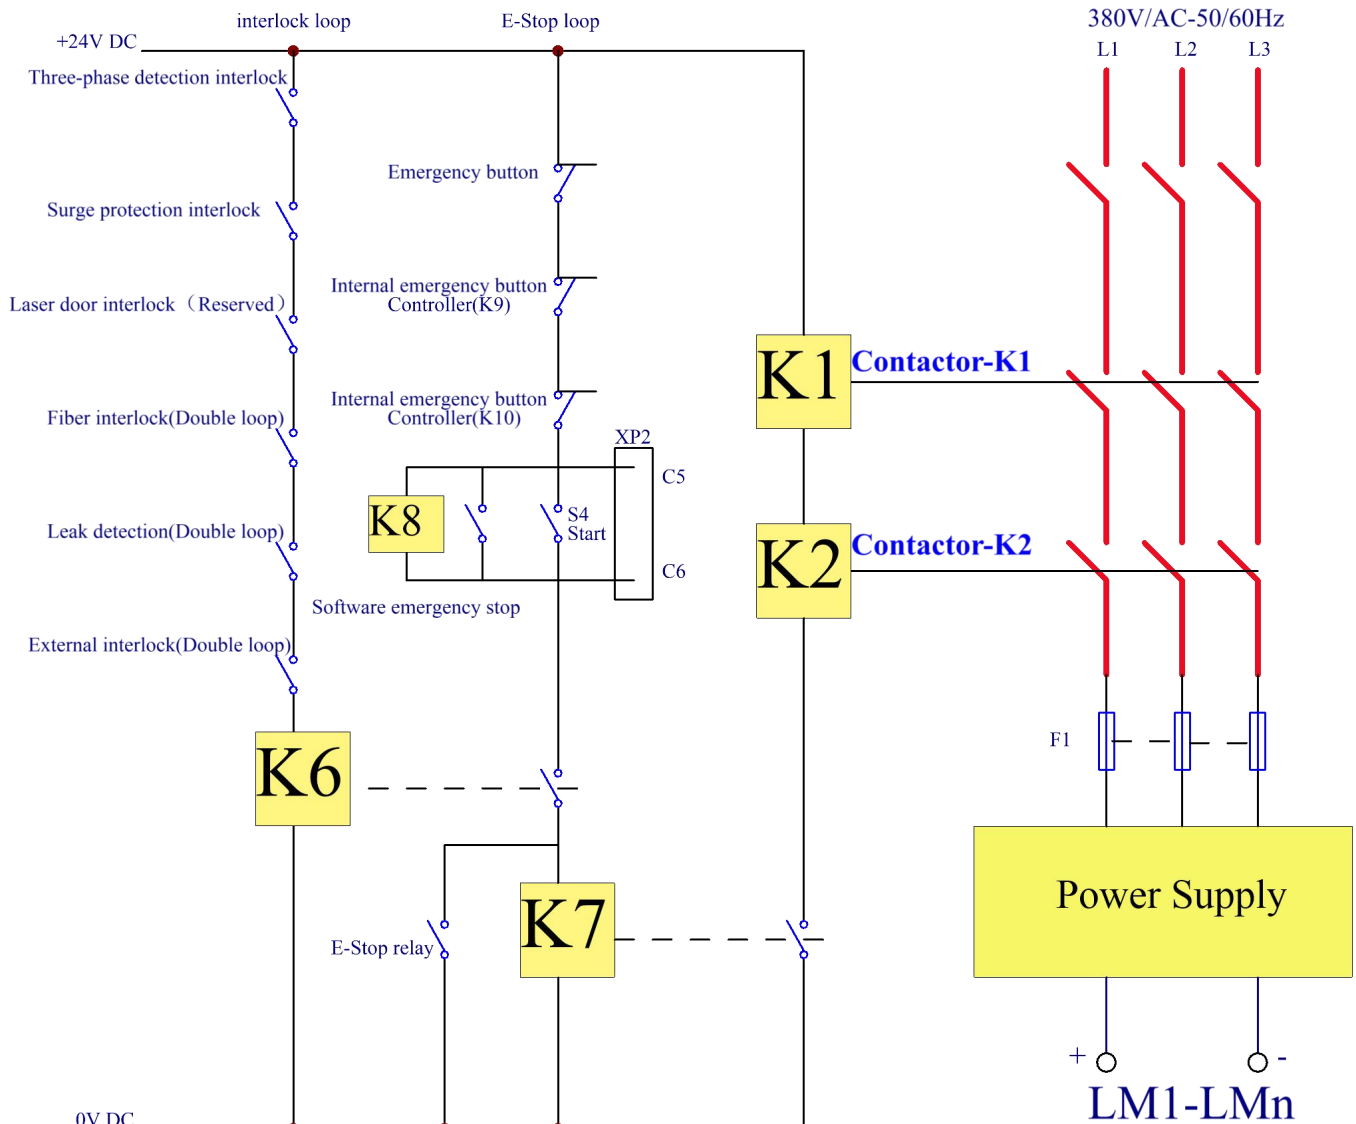 interlock loop
E-Stop loop
380V/AC-50/60Hz
+24V DC
L1
L2
L3
Three-phase detection interlock
Emergency button
Surge protection interlock
Internal emergency button
Controller(K9)
Laser door interlock（Reserved）
K1
Contactor-K1
Internal emergency button
Controller(K10)
Fiber interlock(Double loop)
XP2
C5
K8
S4
Start
Leak detection(Double loop)
K2
Contactor-K2
C6
Software emergency stop
External interlock(Double loop)
F1
K6
Power Supply
K7
E-Stop relay
+
-
LM1-LMn
0V DC